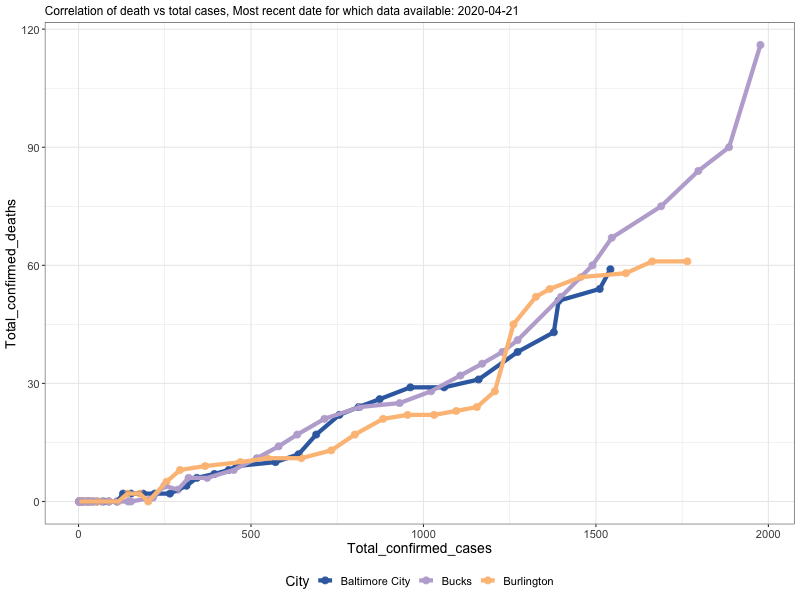 Correlation of death vs total cases, Most recent date for which data available: 2020-04-21
Total_confirmed_deaths
120
90
60
30
0
0 500 1000 1500 2000
Total_confirmed_cases
City Baltimore City Bucks Burlington